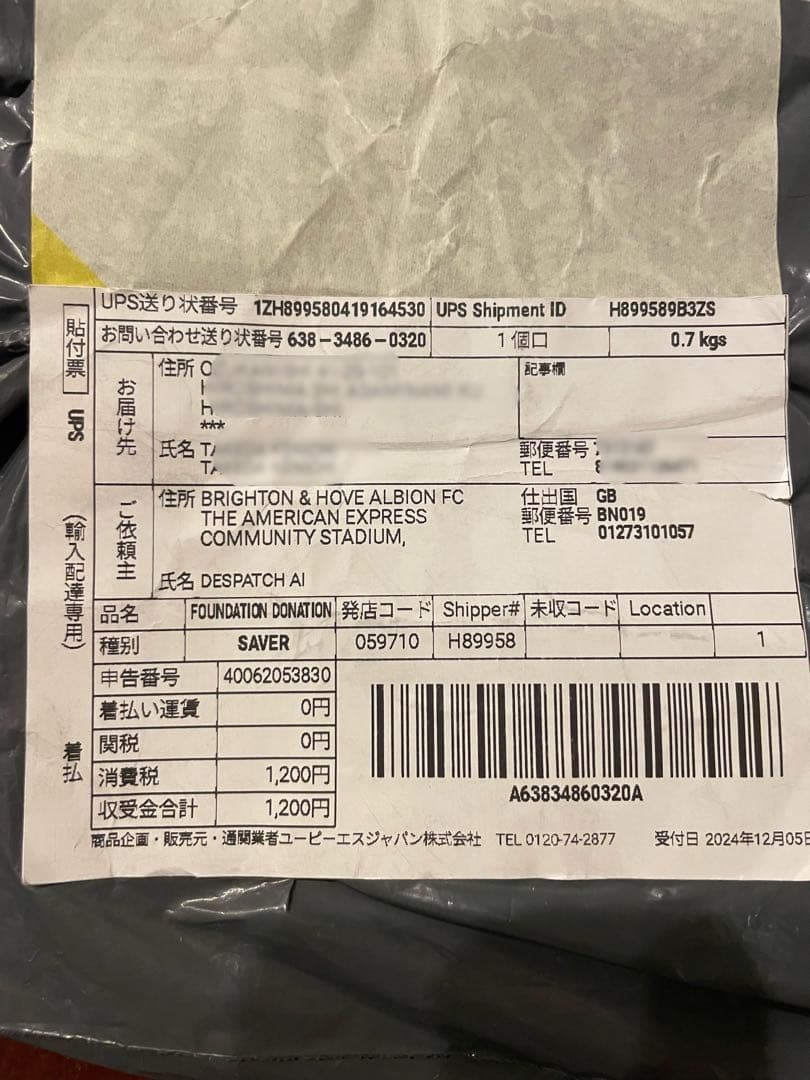 貼付票 UPS (輸入配達専用) 着払
UPS送り状番号 1ZH899580419164530 UPS Shipment ID H899589B3ZS
お問い合わせ送り状番号 638-3486-0320 1個口 0.7 kgs
お届け先
住所
***
氏名
記事欄
郵便番号
TEL
ご依頼主
住所 BRIGHTON & HOVE ALBION FC
THE AMERICAN EXPRESS
COMMUNITY STADIUM,
氏名 DESPATCH AI
仕出国 GB
郵便番号 BN019
TEL 01273101057
品名 FOUNDATION DONATION 発店コード Shipper# 未収コード Location
種別 SAVER 059710 H89958 1
申告番号 40062053830
着払い運賃 0円
関税 0円
消費税 1,200円
収受金合計 1,200円
A63834860320A
商品企画・販売元・通関業者ユーピーエスジャパン株式会社 TEL 0120-74-2877 受付日 2024年12月05日